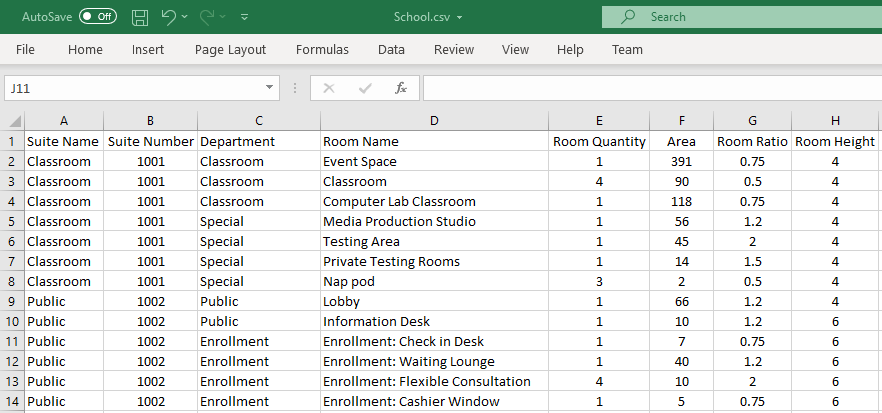 AutoSave Off School.csv Search
File Home Insert Page Layout Formulas Data Review View Help Team
J11 fx
A B C D E F G H
1 Suite Name Suite Number Department Room Name Room Quantity Area Room Ratio Room Height
2 Classroom 1001 Classroom Event Space 1 391 0.75 4
3 Classroom 1001 Classroom Classroom 4 90 0.5 4
4 Classroom 1001 Classroom Computer Lab Classroom 1 118 0.75 4
5 Classroom 1001 Special Media Production Studio 1 56 1.2 4
6 Classroom 1001 Special Testing Area 1 45 2 4
7 Classroom 1001 Special Private Testing Rooms 1 14 1.5 4
8 Classroom 1001 Special Nap pod 3 2 0.5 4
9 Public 1002 Public Lobby 1 66 1.2 4
10 Public 1002 Public Information Desk 1 10 1.2 6
11 Public 1002 Enrollment Enrollment: Check in Desk 1 7 0.75 6
12 Public 1002 Enrollment Enrollment: Waiting Lounge 1 40 1.2 6
13 Public 1002 Enrollment Enrollment: Flexible Consultation 4 10 2 6
14 Public 1002 Enrollment Enrollment: Cashier Window 1 5 0.75 6